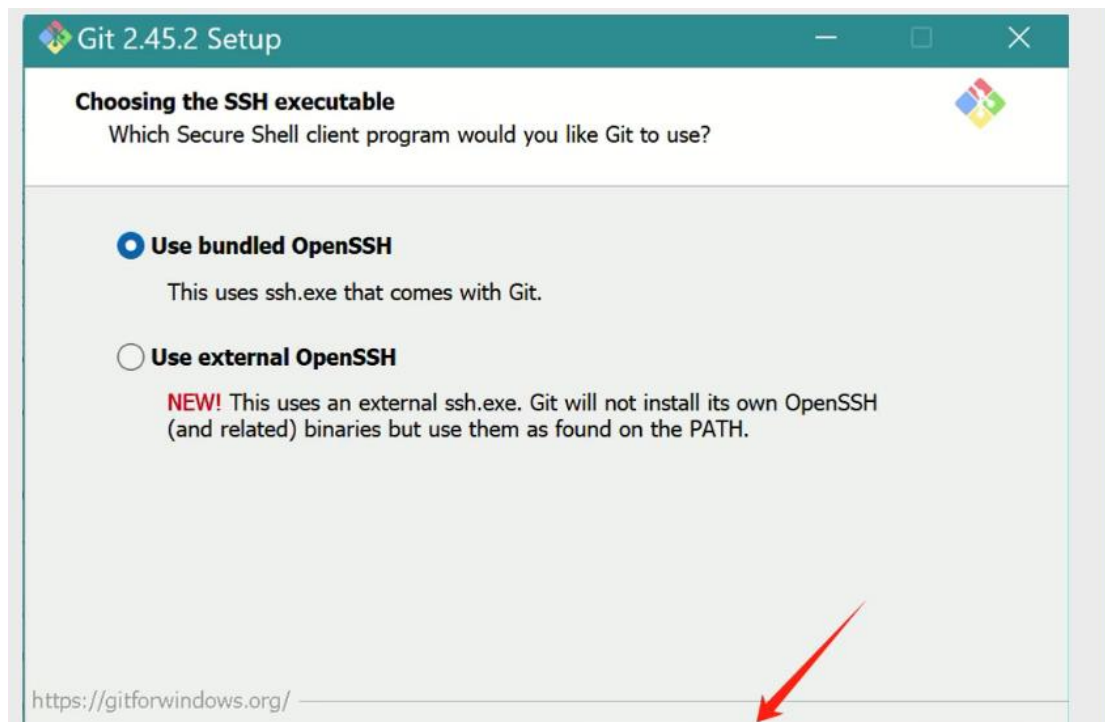 Git 2.45.2 Setup
Choosing the SSH executable
Which Secure Shell client program would you like Git to use?
Use bundled OpenSSH
This uses ssh.exe that comes with Git.
Use external OpenSSH
NEW! This uses an external ssh.exe. Git will not install its own OpenSSH
(and related) binaries but use them as found on the PATH.
https://gitforwindows.org/